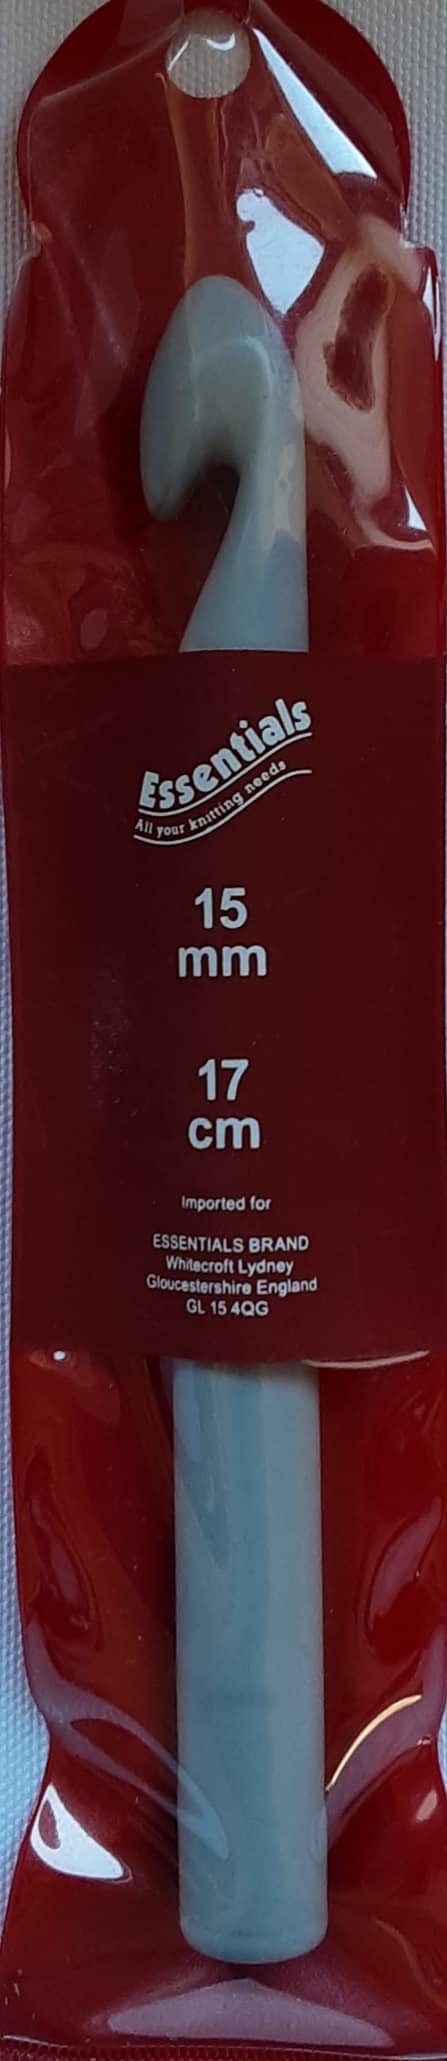 Essentials
All your knitting needs
15
mm
17
cm
Imported for
ESSENTIALS BRAND
Whitecroft Lydney
Gloucestershire England
GL 15 4QG